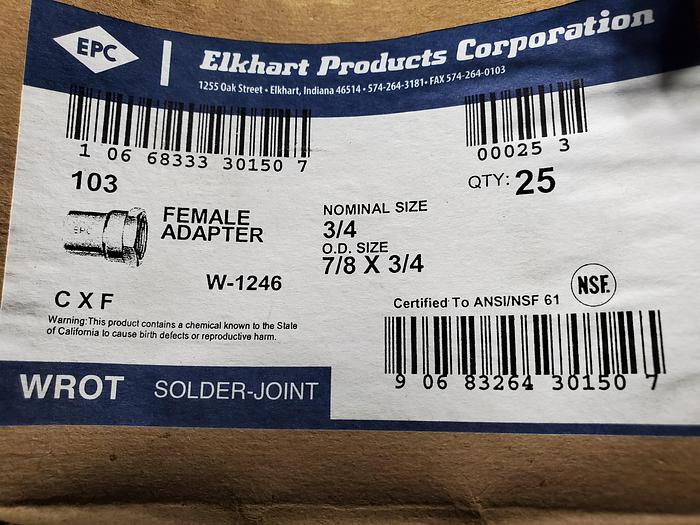 EPC
Elkhart Products Corporation
1255 Oak Street • Elkhart, Indiana 46514 • 574-264-3181 • FAX 574-264-0103
1 06 68333 30150 7
00025 3
103
QTY: 25
EPC
FEMALE
ADAPTER
NOMINAL SIZE
3/4
O.D. SIZE
7/8 X 3/4
W-1246
NSF.
C X F
Certified To ANSI/NSF 61
Warning:This product contains a chemical known to the State
of California to cause birth defects or reproductive harm.
9 06 83264 30150 7
WROT SOLDER-JOINT